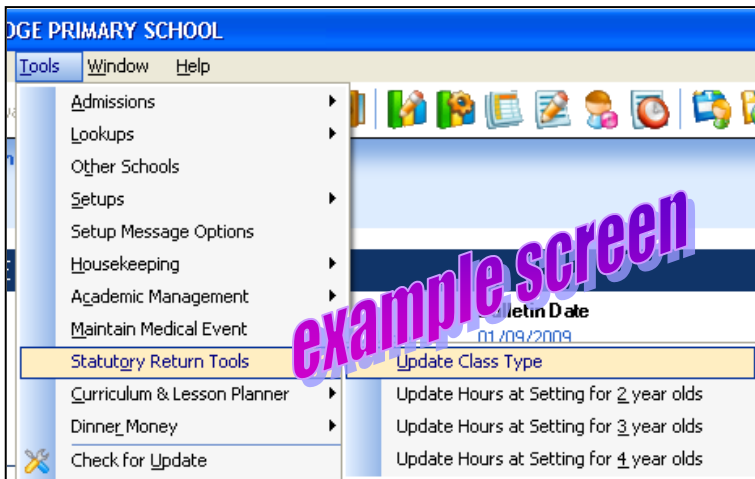 DGE PRIMARY SCHOOL
Tools Window Help
Admissions
Lookups
Other Schools
Setups
Setup Message Options
Housekeeping
Academic Management
Maintain Medical Event
Statutory Return Tools
Curriculum & Lesson Planner
Dinner Money
Check for Update
example screen
lletin Date
01/09/2009
Update Class Type
Update Hours at Setting for 2 year olds
Update Hours at Setting for 3 year olds
Update Hours at Setting for 4 year olds